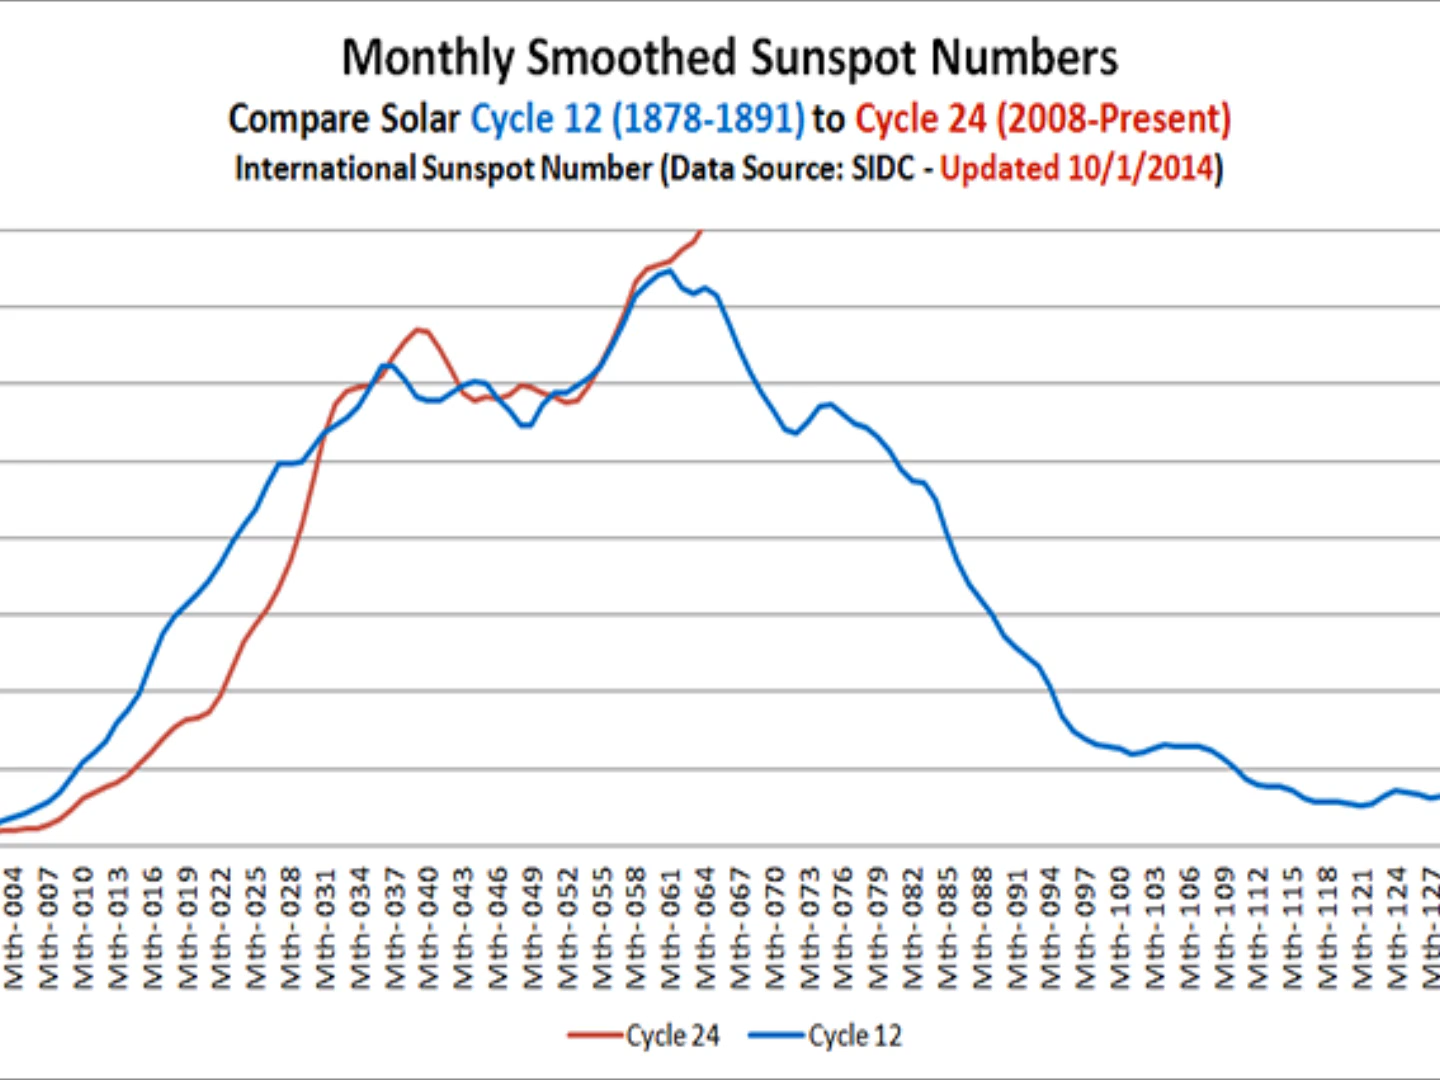 Monthly Smoothed Sunspot Numbers
Compare Solar Cycle 12 (1878-1891) to Cycle 24 (2008-Present)
International Sunspot Number (Data Source: SIDC - Updated 10/1/2014)
Mth- 004
Mth- 007
Mth- 010
Mth- 013
Mth- 016
Mth- 019
Mth- 022
Mth- 025
Mth- 028
Mth- 031
Mth- 034
Mth- 037
Mth- 040
Mth- 043
Mth- 046
Mth- 049
Mth- 052
Mth- 055
Mth- 058
Mth- 061
Mth- 064
Mth- 067
Mth- 070
Mth- 073
Mth- 076
Mth- 079
Mth- 082
Mth- 085
Mth- 088
Mth- 091
Mth- 094
Mth- 097
Mth- 100
Mth- 103
Mth- 106
Mth- 109
Mth- 112
Mth- 115
Mth- 118
Mth- 121
Mth- 124
Mth- 127
Cycle 24
Cycle 12